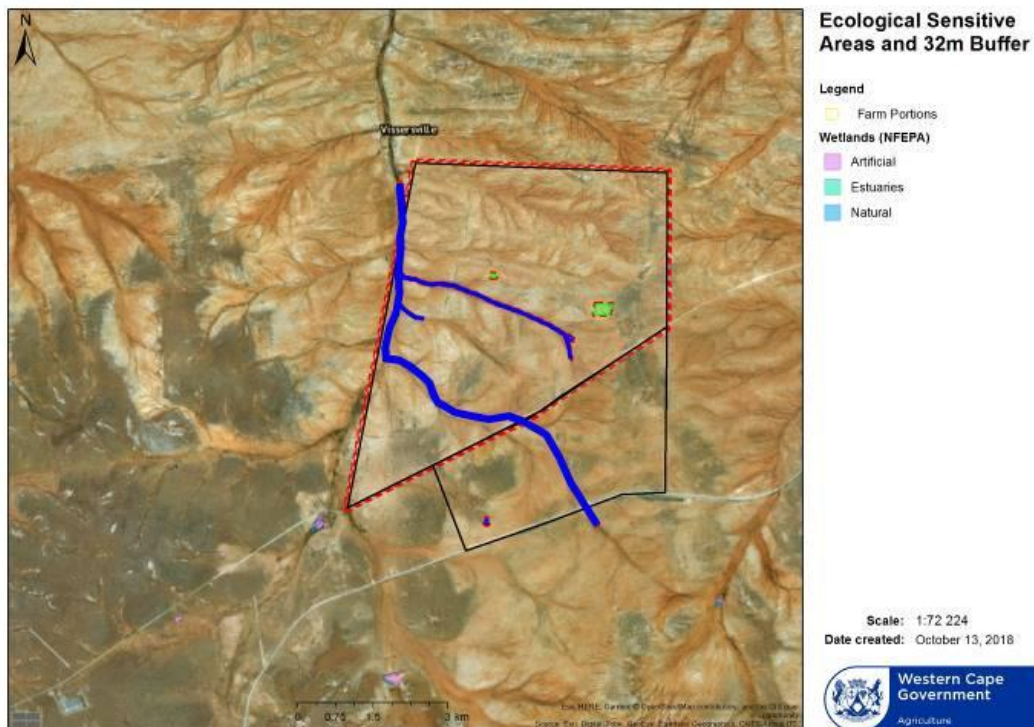 Ecological Sensitive
Areas and 32m Buffer
Legend
Farm Portions
Wetlands (NFEPA)
Artificial
Estuaries
Natural
N
Vissersville
0 0.75 1.5 3 km
Scale: 1:72 224
Date created: October 13, 2018
Western Cape
Government
Agriculture